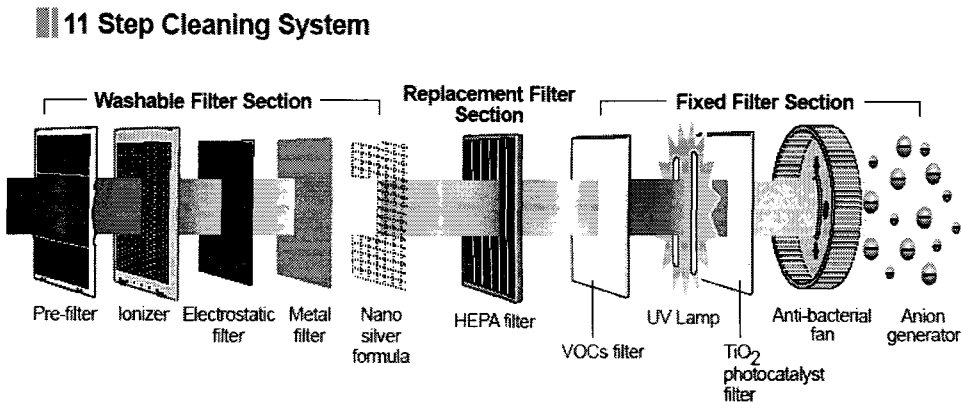 11 Step Cleaning System
Washable Filter Section
Replacement Filter
Section
Fixed Filter Section
Pre-filter
Ionizer
Electrostatic
filter
Metal
filter
Nano
silver
formula
HEPA filter
VOCs filter
UV Lamp
TiO2
photocatalyst
filter
Anti-bacterial
fan
Anion
generator